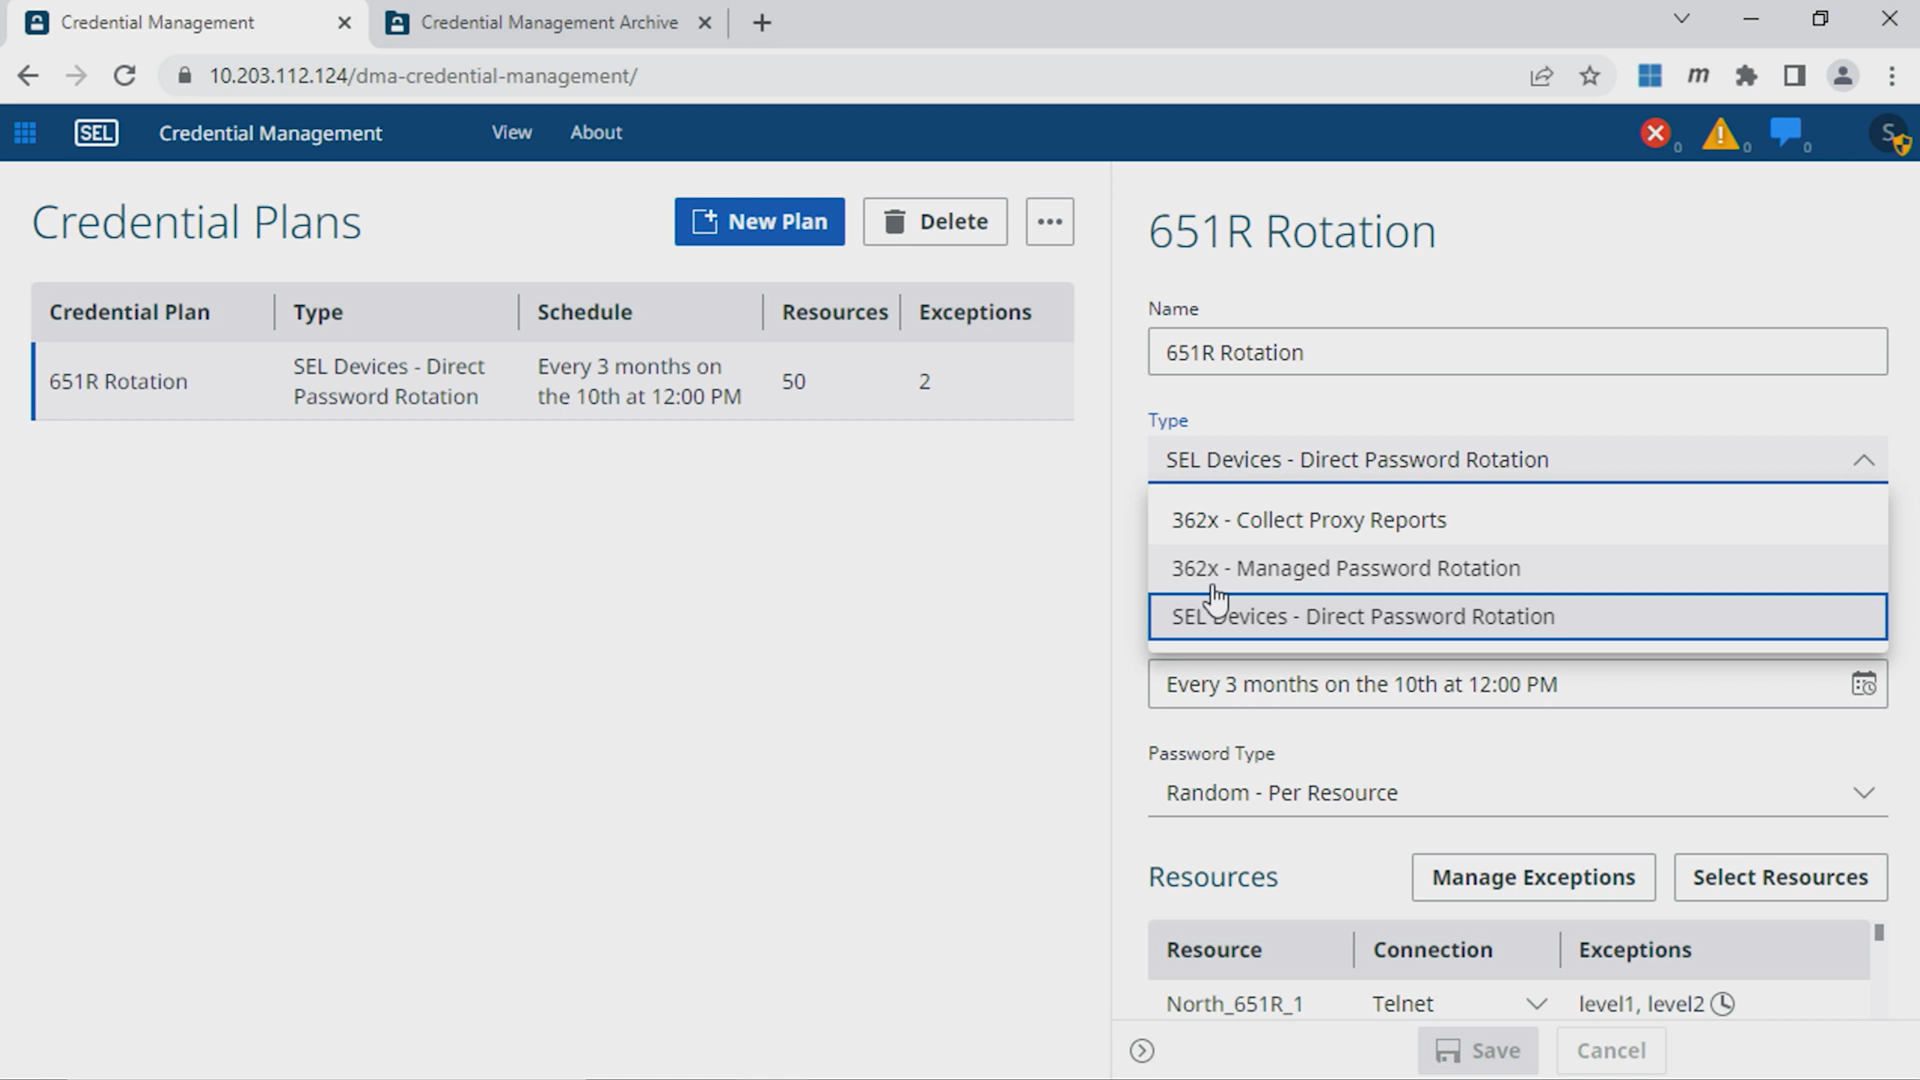 Credential Management
Credential Management Archive
10.203.112.124/dma-credential-management/
m
SEL
Credential Management
View
About
0
0
0
S
Credential Plans
New Plan
Delete
Credential Plan
Type
Schedule
Resources
Exceptions
651R Rotation
SEL Devices - Direct
Password Rotation
Every 3 months on
the 10th at 12:00 PM
50
2
651R Rotation
Name
651R Rotation
Type
SEL Devices - Direct Password Rotation
362x - Collect Proxy Reports
362x - Managed Password Rotation
SEL Devices - Direct Password Rotation
Every 3 months on the 10th at 12:00 PM
Password Type
Random - Per Resource
Resources
Manage Exceptions
Select Resources
Resource
Connection
Exceptions
North_651R_1
Telnet
level1, level2
Save
Cancel